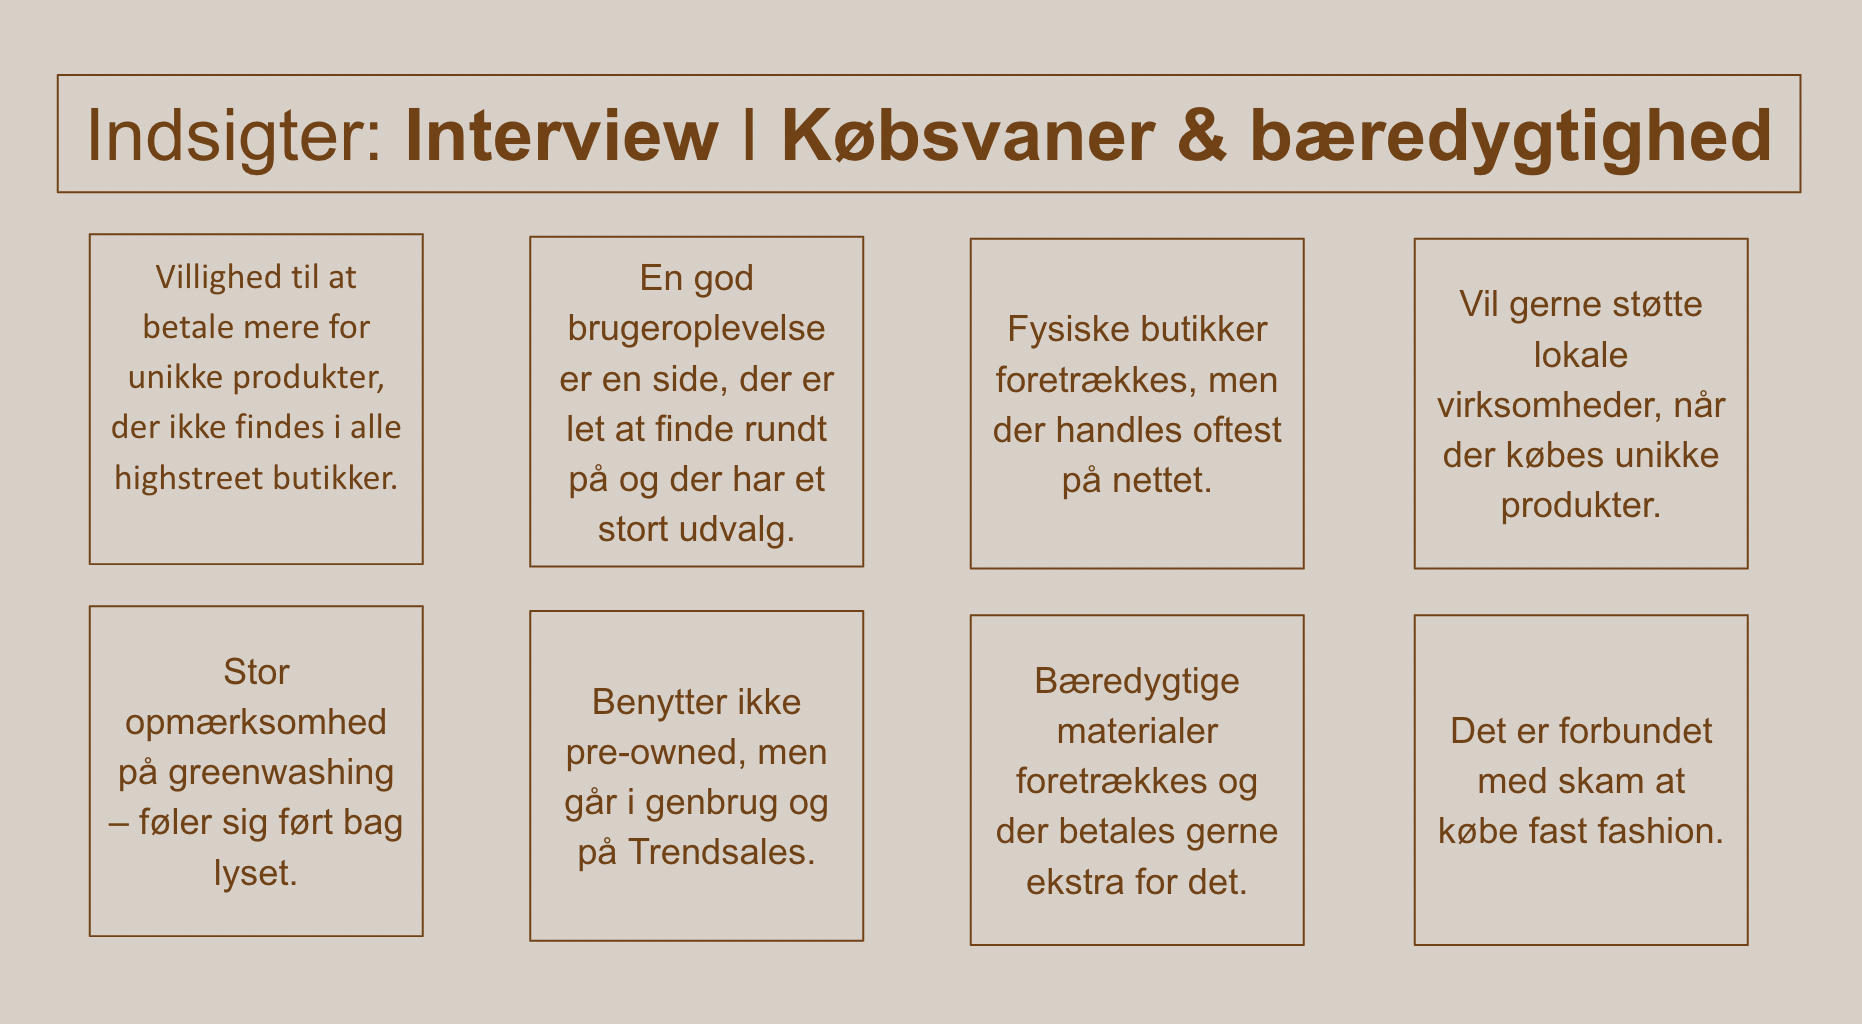 Indsigter: Interview I Købsvaner & bæredygtighed
Villighed til at
betale mere for
unikke produkter,
der ikke findes i alle
highstreet butikker.
En god
brugeroplevelse
er en side, der er
let at finde rundt
på og der har et
stort udvalg.
Fysiske butikker
foretrækkes, men
der handles oftest
på nettet.
Vil gerne støtte
lokale
virksomheder, når
der købes unikke
produkter.
Stor
opmærksomhed
på greenwashing
– føler sig ført bag
lyset.
Benytter ikke
pre-owned, men
går i genbrug og
på Trendsales.
Bæredygtige
materialer
foretrækkes og
der betales gerne
ekstra for det.
Det er forbundet
med skam at
købe fast fashion.